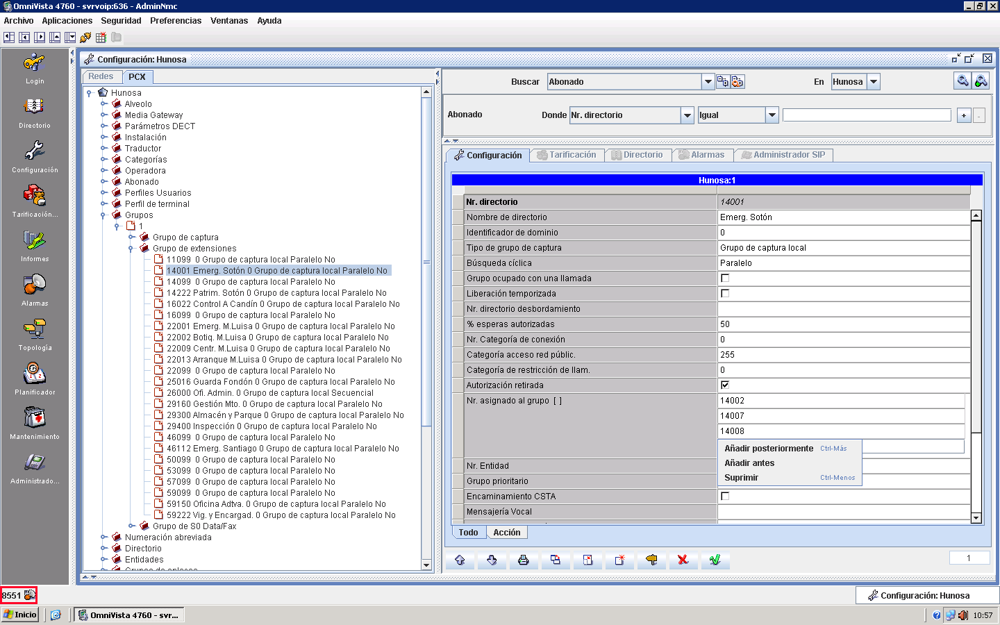 OmniVista 4760 - svrvoip:636 - AdminNmc
Archivo Aplicaciones Seguridad Preferencias Ventanas Ayuda
Login
Directorio
Configuración
Tarificación...
Informes
Alarmas
Topología
Planificador
Mantenimiento
Administrado...
Configuración: Hunosa
Redes PCX
Hunosa
Alveolo
Media Gateway
Parámetros DECT
Instalación
Traductor
Categorías
Operadora
Abonado
Perfiles Usuarios
Perfil de terminal
Grupos
1
Grupo de captura
Grupo de extensiones
11099 0 Grupo de captura local Paralelo No
14001 Emerg. Sotón 0 Grupo de captura local Paralelo No
14099 0 Grupo de captura local Paralelo No
14222 Patrim. Sotón 0 Grupo de captura local Paralelo No
16022 Control A Candín 0 Grupo de captura local Paralelo No
16099 0 Grupo de captura local Paralelo No
22001 Emerg. M.Luisa 0 Grupo de captura local Paralelo No
22002 Botiq. M.Luisa 0 Grupo de captura local Paralelo No
22009 Centr. M.Luisa 0 Grupo de captura local Paralelo No
22013 Arranque M.Luisa 0 Grupo de captura local Paralelo No
22099 0 Grupo de captura local Paralelo No
25016 Guarda Fondón 0 Grupo de captura local Paralelo No
26000 Ofi. Admin. 0 Grupo de captura local Secuencial
29160 Gestión Mto. 0 Grupo de captura local Paralelo No
29300 Almacén y Parque 0 Grupo de captura local Paralelo No
29400 Inspección 0 Grupo de captura local Paralelo No
46099 0 Grupo de captura local Paralelo No
46112 Emerg. Santiago 0 Grupo de captura local Paralelo No
50099 0 Grupo de captura local Paralelo No
53099 0 Grupo de captura local Paralelo No
57099 0 Grupo de captura local Paralelo No
59099 0 Grupo de captura local Paralelo No
59150 Oficina Adtva. 0 Grupo de captura local Paralelo No
59222 Vig. y Encargad. 0 Grupo de captura local Paralelo No
Grupo de S0 Data/Fax
Numeración abreviada
Directorio
Entidades
Buscar Abonado En Hunosa
Abonado Donde Nr. directorio Igual + -
Configuración Tarificación Directorio Alarmas Administrador SIP
Hunosa:1
Nr. directorio 14001
Nombre de directorio Emerg. Sotón
Identificador de dominio 0
Tipo de grupo de captura Grupo de captura local
Búsqueda cíclica Paralelo
Grupo ocupado con una llamada
Liberación temporizada
Nr. directorio desbordamiento
% esperas autorizadas 50
Nr. Categoría de conexión 0
Categoría acceso red públic. 255
Categoría de restricción de llam. 0
Autorización retirada
Nr. asignado al grupo [ ] 14002
14007
14008
Añadir posteriormente Ctrl-Más
Añadir antes
Suprimir Ctrl-Menos
Nr. Entidad
Grupo prioritario
Encaminamiento CSTA
Mensajería Vocal
Todo Acción
1
8551
Configuración: Hunosa
Inicio
OmniVista 4760 - svr...
10:57